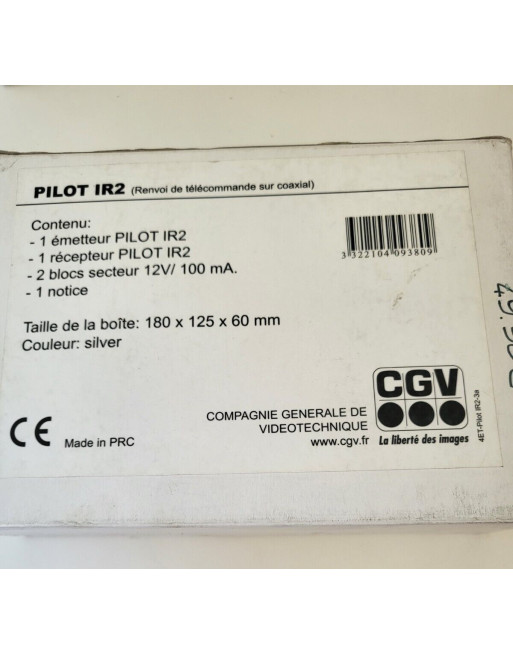 PILOT IR2 (Renvoi de télécommande sur coaxial)
Contenu:
- 1 émetteur PILOT IR2
- 1 récepteur PILOT IR2
- 2 blocs secteur 12V/ 100 mA.
- 1 notice
3 322104 093809
Taille de la boîte: 180 x 125 x 60 mm
Couleur: silver
CE Made in PRC
COMPAGNIE GENERALE DE
VIDEOTECHNIQUE
www.cgv.fr
CGV
La liberté des images
4ET-Pilot IR2-3a